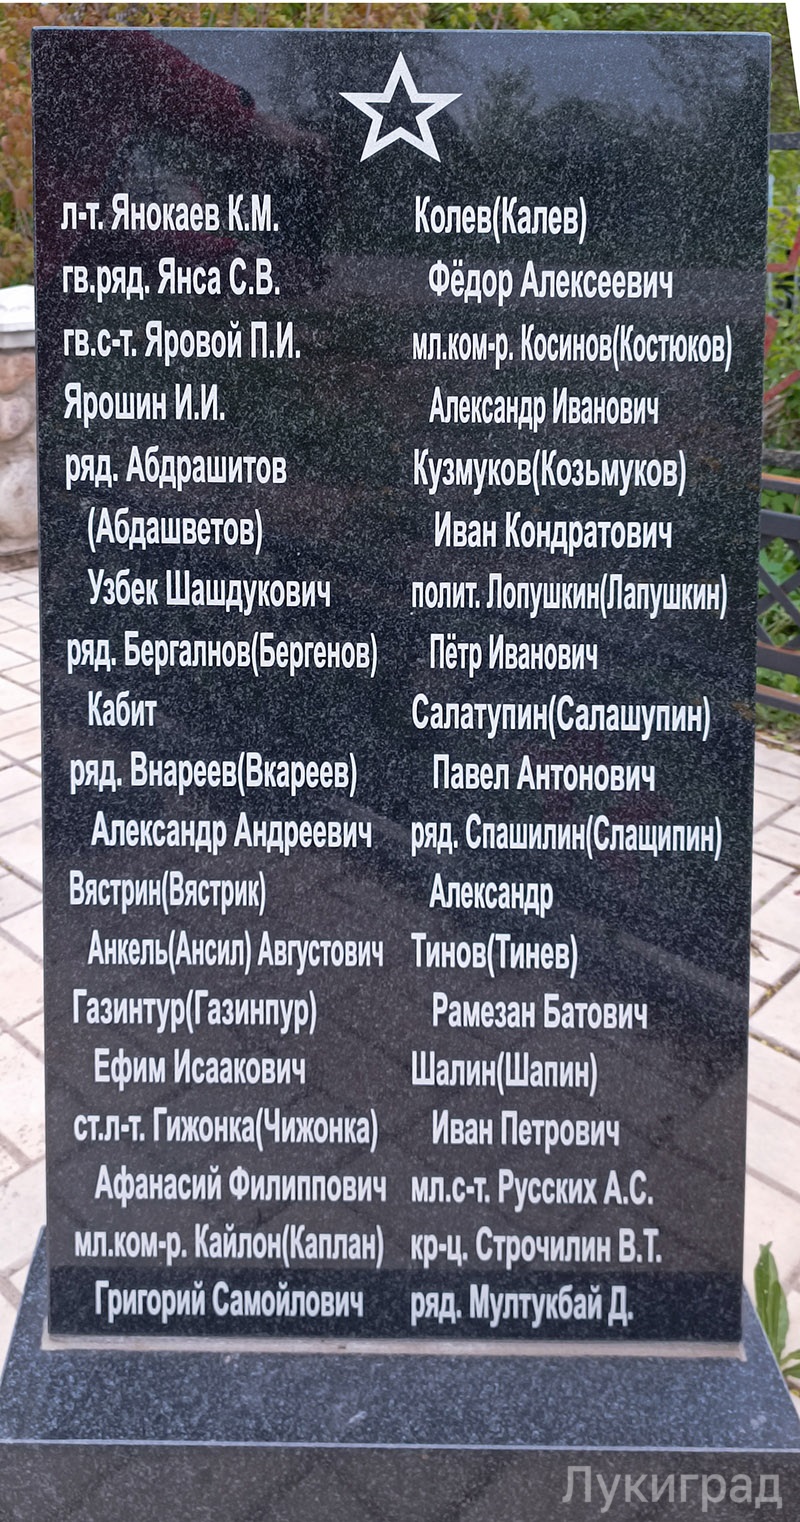 л-т. Янокаев К.М.
гв.ряд. Янса С.В.
гв.с-т. Яровой П.И.
Ярошин И.И.
ряд. Абдрашитов
(Абдашветов)
Узбек Шашдукович
ряд. Бергалнов(Бергенов)
Кабит
ряд. Внареев(Вкареев)
Александр Андреевич
Вястрин(Вястрик)
Анкель(Ансил) Августович
Газинтур(Газинпур)
Ефим Исаакович
ст.л-т. Гижонка(Чижонка)
Афанасий Филиппович
мл.ком-р. Кайлон(Каплан)
Григорий Самойлович
Колев(Калев)
Фёдор Алексеевич
мл.ком-р. Косинов(Костюков)
Александр Иванович
Кузмуков(Козьмуков)
Иван Кондратович
полит. Лопушкин(Лапушкин)
Пётр Иванович
Салатупин(Салашупин)
Павел Антонович
ряд. Спашилин(Слащипин)
Александр
Тинов(Тинев)
Рамезан Батович
Шалин(Шапин)
Иван Петрович
мл.с-т. Русских А.С.
кр-ц. Строчилин В.Т.
ряд. Мултукбай Д.
Лукиград